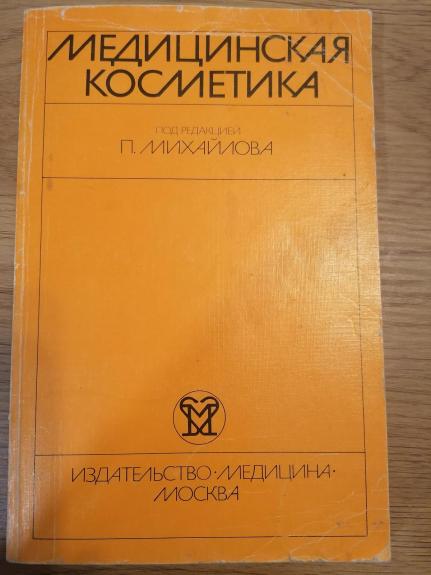 МЕДИЦИНСКАЯ
КОСМЕТИКА
ПОД РЕДАКЦИЕЙ
П. МИХАЙЛОВА
ИЗДАТЕЛЬСТВО·МЕДИЦИНА·
МОСКВА